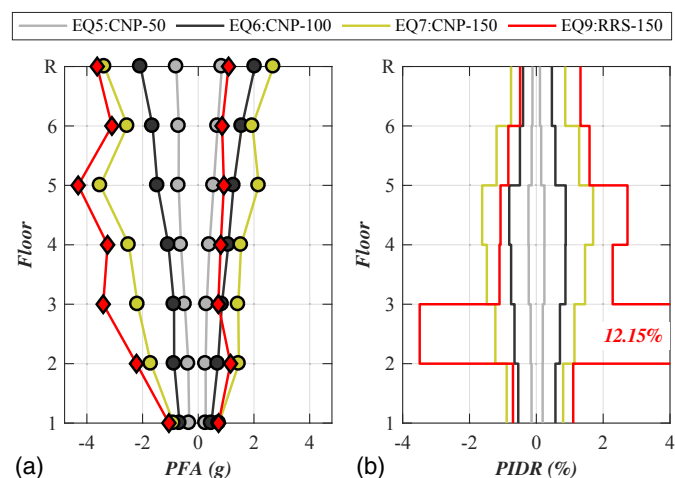 EQ5:CNP-50 EQ6:CNP-100 EQ7:CNP-150 EQ9:RRS-150
R
6
5
4
3
2
1
Floor
-4 -2 0 2 4
(a) PFA (g)
R
6
5
4
3
2
1
Floor
12.15%
-4 -2 0 2 4
(b) PIDR (%)